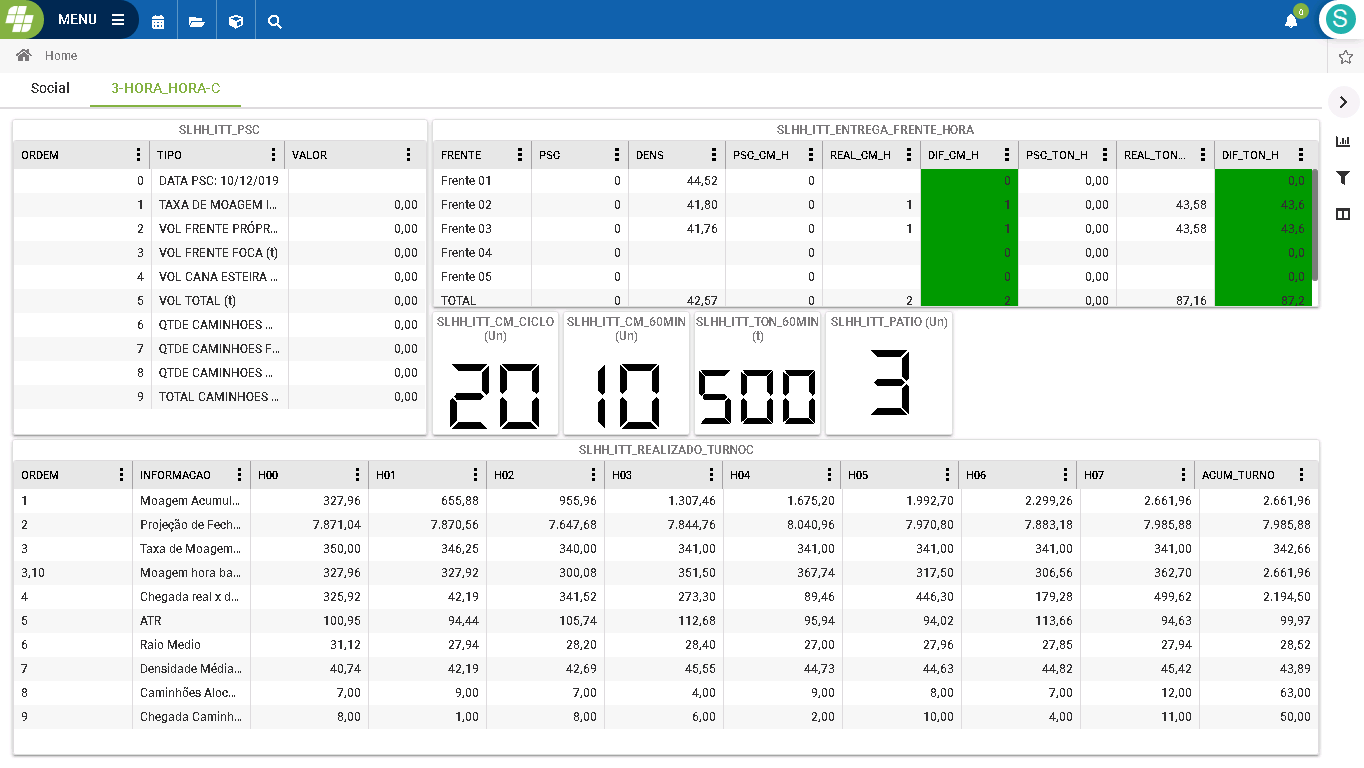 MENU
0
S
Home
Social 3-HORA_HORA-C
SLHH_ITT_PSC
ORDEM TIPO VALOR
0 DATA PSC: 10/12/019
1 TAXA DE MOAGEM I... 0,00
2 VOL FRENTE PRÓPR... 0,00
3 VOL FRENTE FOCA (t) 0,00
4 VOL CANA ESTEIRA ... 0,00
5 VOL TOTAL (t) 0,00
6 QTDE CAMINHOES ... 0,00
7 QTDE CAMINHOES F... 0,00
8 QTDE CAMINHOES ... 0,00
9 TOTAL CAMINHOES ... 0,00
SLHH_ITT_ENTREGA_FRENTE_HORA
FRENTE PSC DENS PSC_CM_H REAL_CM_H DIF_CM_H PSC_TON_H REAL_TON... DIF_TON_H
Frente 01 0 44,52 0 0 0,00 0,0
Frente 02 0 41,80 0 1 1 0,00 43,58 43,6
Frente 03 0 41,76 0 1 1 0,00 43,58 43,6
Frente 04 0 0 0 0,00 0,0
Frente 05 0 0 0 0,00 0,0
TOTAL 0 42,57 0 2 2 0,00 87,16 87,2
SLHH_ITT_CM_CICLO
(Un)
20
SLHH_ITT_CM_60MIN
(Un)
10
SLHH_ITT_TON_60MIN
(t)
500
SLHH_ITT_PATIO (Un)
3
SLHH_ITT_REALIZADO_TURNOC
ORDEM INFORMACAO H00 H01 H02 H03 H04 H05 H06 H07 ACUM_TURNO
1 Moagem Acumul... 327,96 655,88 955,96 1.307,46 1.675,20 1.992,70 2.299,26 2.661,96 2.661,96
2 Projeção de Fech... 7.871,04 7.870,56 7.647,68 7.844,76 8.040,96 7.970,80 7.883,18 7.985,88 7.985,88
3 Taxa de Moagem... 350,00 346,25 340,00 341,00 341,00 341,00 341,00 341,00 342,66
3,10 Moagem hora ba... 327,96 327,92 300,08 351,50 367,74 317,50 306,56 362,70 2.661,96
4 Chegada real x d... 325,92 42,19 341,52 273,30 89,46 446,30 179,28 499,62 2.194,50
5 ATR 100,95 94,44 105,74 112,68 95,94 94,02 113,66 94,63 99,97
6 Raio Medio 31,12 27,94 28,20 28,40 27,00 27,96 27,85 27,94 28,52
7 Densidade Média... 40,74 42,19 42,69 45,55 44,73 44,63 44,82 45,42 43,89
8 Caminhões Aloc... 7,00 9,00 7,00 4,00 9,00 8,00 7,00 12,00 63,00
9 Chegada Caminh... 8,00 1,00 8,00 6,00 2,00 10,00 4,00 11,00 50,00